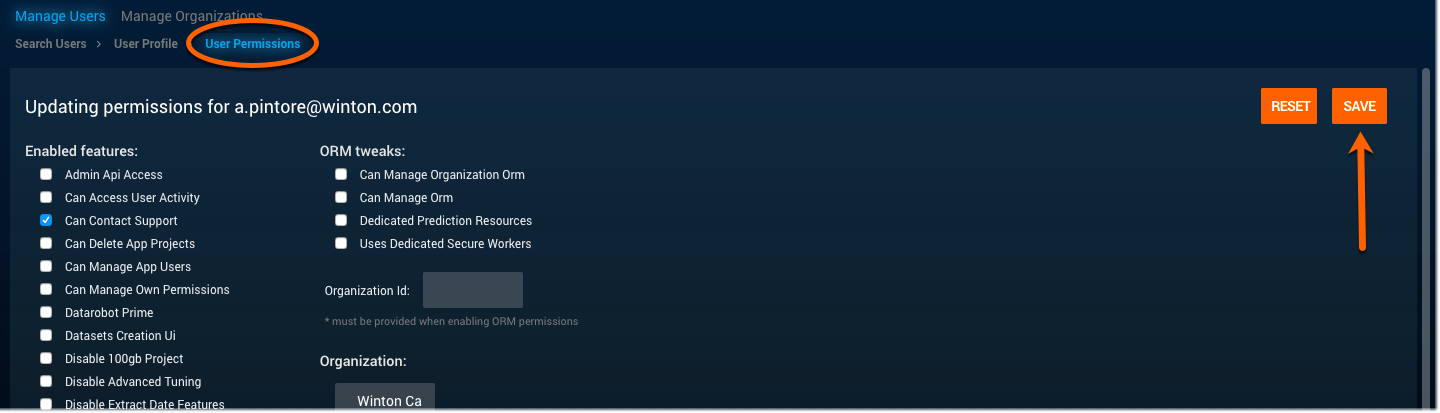 Manage Users Manage Organizations
Search Users > User Profile User Permissions
Updating permissions for a.pintore@winton.com
RESET SAVE
Enabled features:
Admin Api Access
Can Access User Activity
Can Contact Support
Can Delete App Projects
Can Manage App Users
Can Manage Own Permissions
Datarobot Prime
Datasets Creation Ui
Disable 100gb Project
Disable Advanced Tuning
Disable Extract Date Features
ORM tweaks:
Can Manage Organization Orm
Can Manage Orm
Dedicated Prediction Resources
Uses Dedicated Secure Workers
Organization Id:
* must be provided when enabling ORM permissions
Organization:
Winton Ca